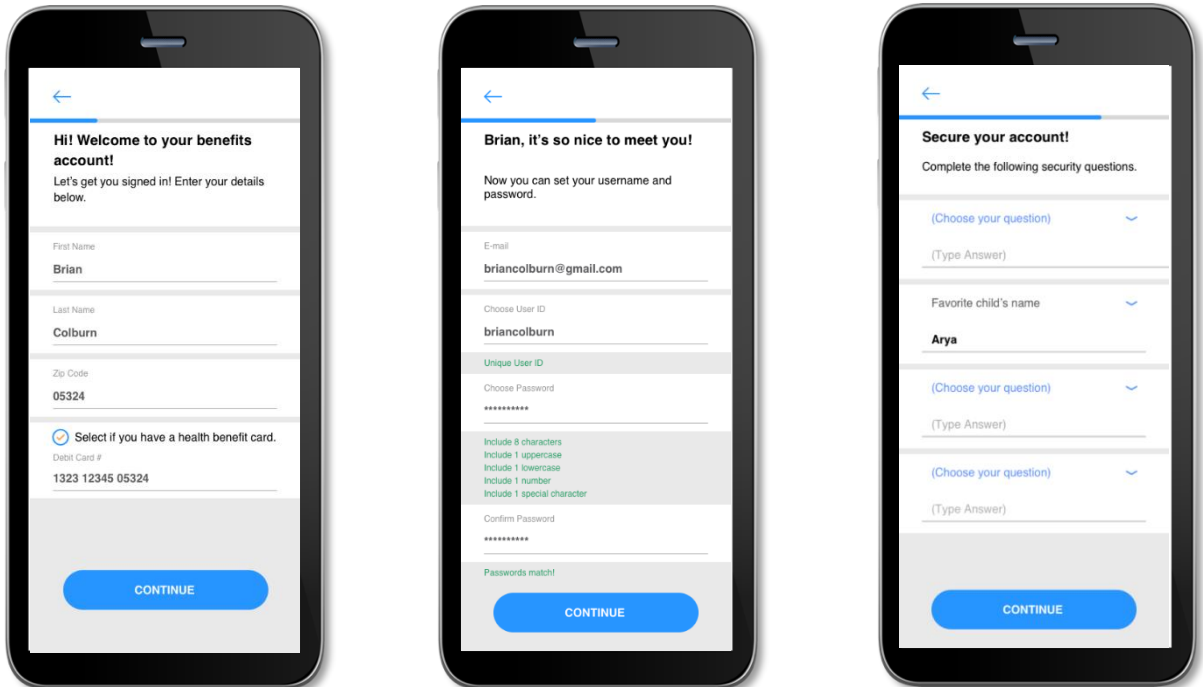 Hi! Welcome to your benefits
account!
Let's get you signed in! Enter your details
below.
First Name
Brian
Last Name
Colburn
Zip Code
05324
Select if you have a health benefit card.
Debit Card #
1323 12345 05324
CONTINUE
Brian, it's so nice to meet you!
Now you can set your username and
password.
E-mail
briancolburn@gmail.com
Choose User ID
briancolburn
Unique User ID
Choose Password
**********
Include 8 characters
Include 1 uppercase
Include 1 lowercase
Include 1 number
Include 1 special character
Confirm Password
**********
Passwords match!
CONTINUE
Secure your account!
Complete the following security questions.
(Choose your question)
(Type Answer)
Favorite child's name
Arya
(Choose your question)
(Type Answer)
(Choose your question)
(Type Answer)
CONTINUE